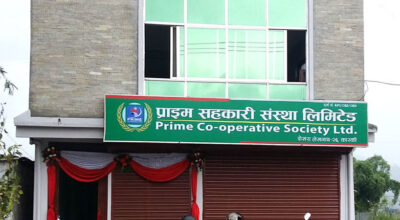 प्राइम सहकारी संस्था लिमिटेड
Prime Co-operative Society Ltd.